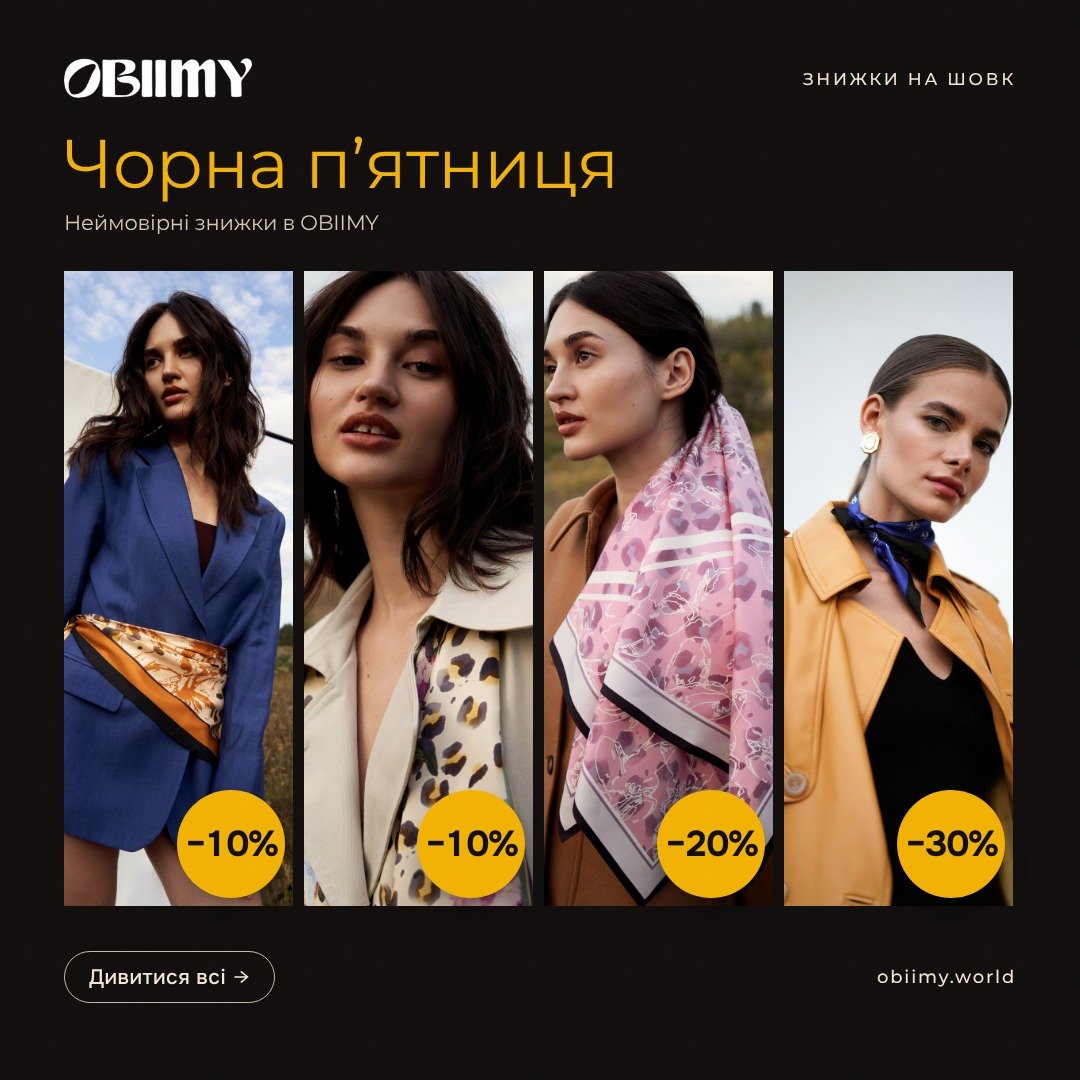 OBIIMY
ЗНИЖКИ НА ШОВК
Чорна п’ятниця
Неймовірні знижки в OBIIMY
-10%
-10%
-20%
-30%
Дивитися всі →
obiimy.world